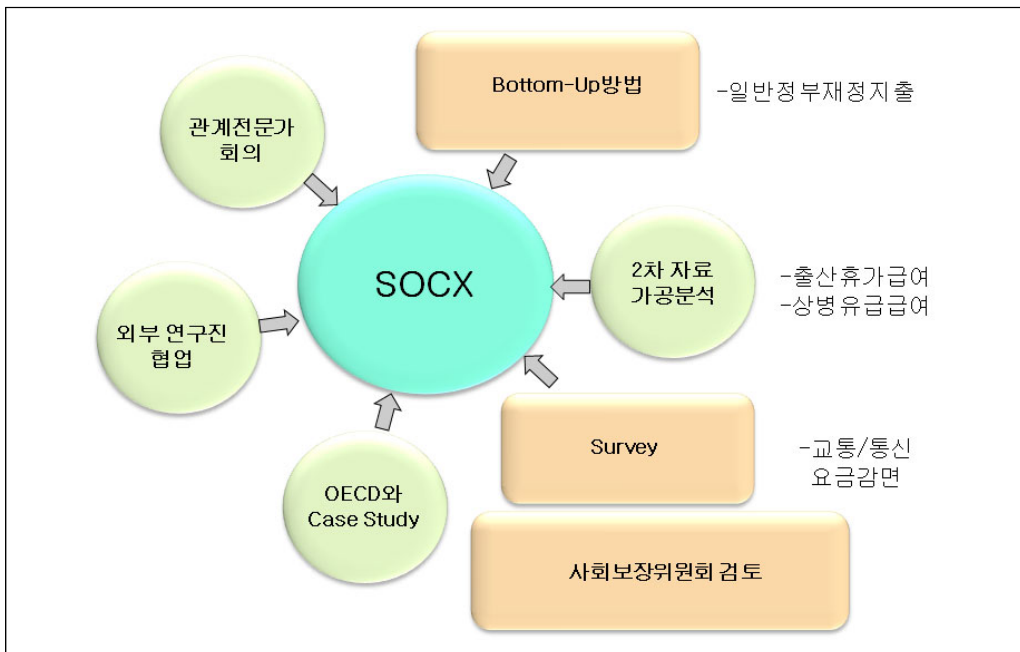 Bottom-Up방법
-일반정부재정지출
관계전문가
회의
SOCX
2차 자료
가공분석
-출산휴가급여
-상병유급급여
외부 연구진
협업
Survey
-교통/통신
요금감면
OECD와
Case Study
사회보장위원회 검토